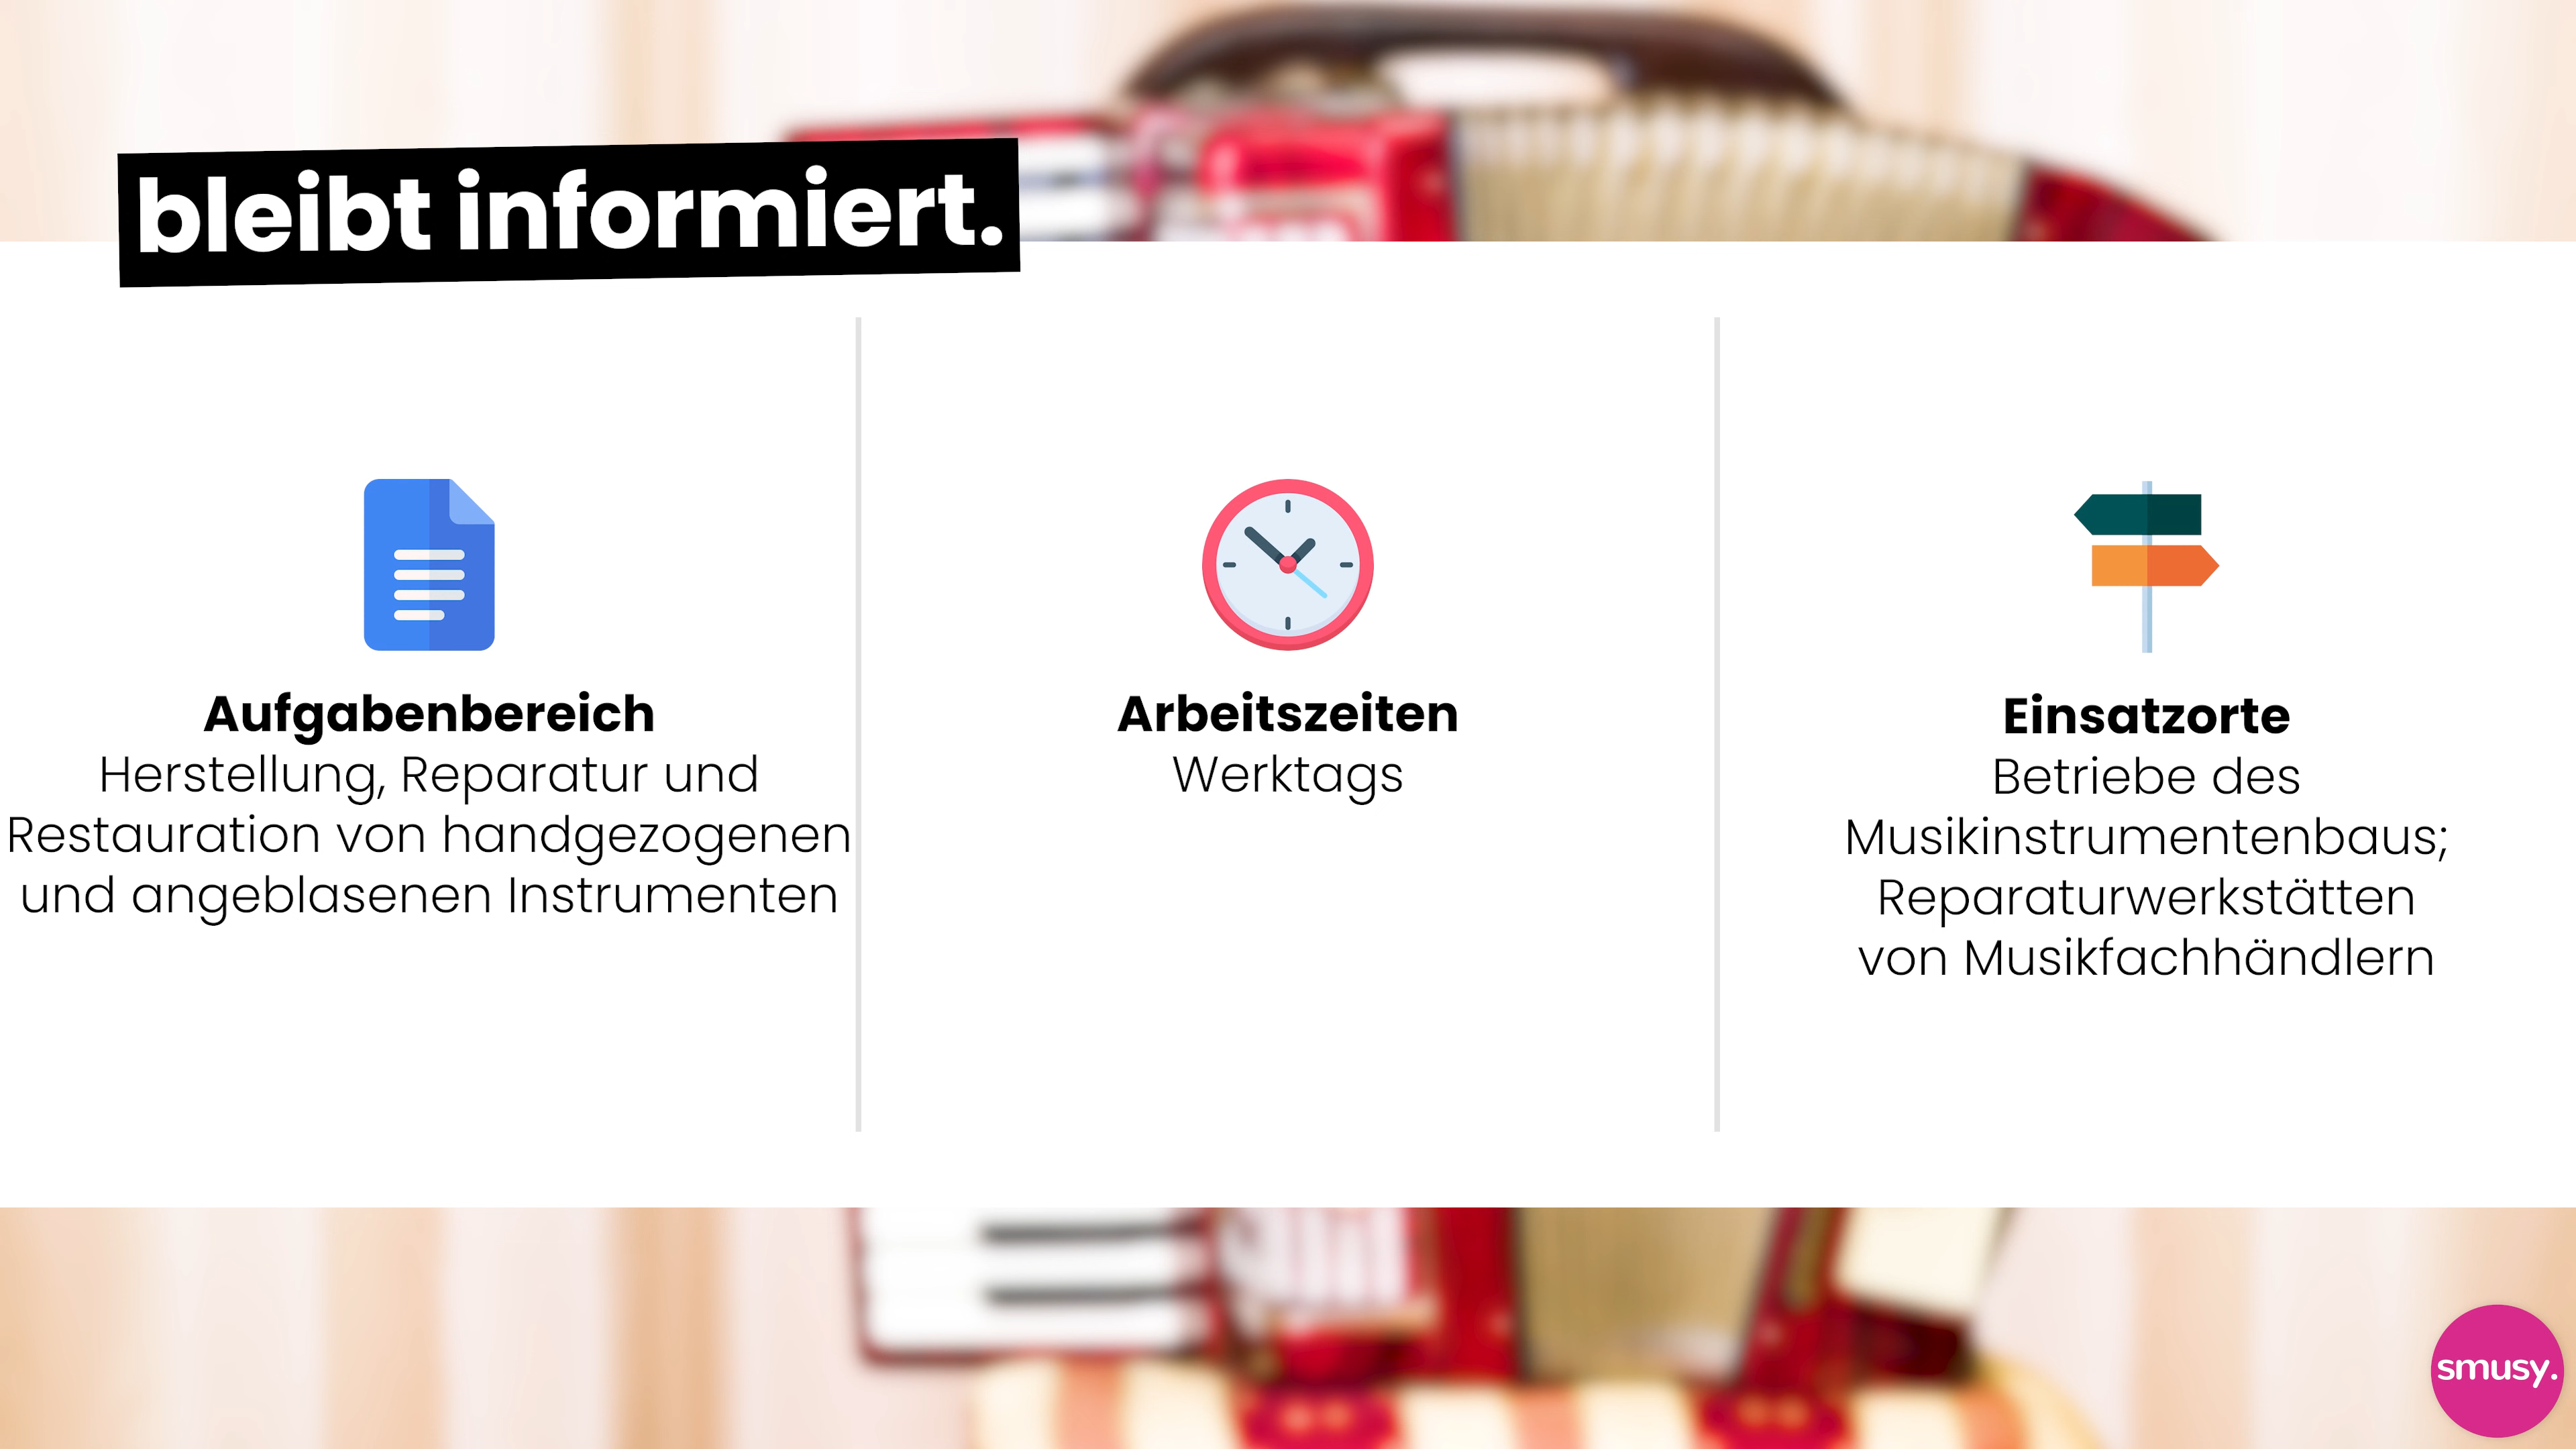 bleibt informiert.
Aufgabenbereich
Herstellung, Reparatur und
Restauration von handgezogenen
und angeblasenen Instrumenten
Arbeitszeiten
Werktags
Einsatzorte
Betriebe des
Musikinstrumentenbaus;
Reparaturwerkstätten
von Musikfachhändlern
smusy.